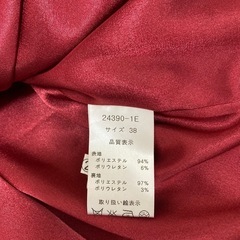 24390-1E
サイズ 38
品質表示
表地
ポリエステル 94%
ポリウレタン 6%
裏地
ポリエステル 97%
ポリウレタン 3%
取り扱い絵表示